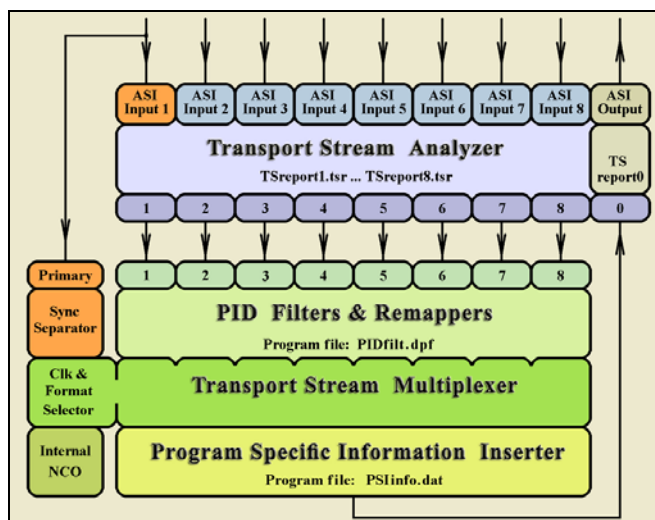 ASI Input 1 ASI Input 2 ASI Input 3 ASI Input 4 ASI Input 5 ASI Input 6 ASI Input 7 ASI Input 8 ASI Output
Transport Stream Analyzer
TSreport1.tsr ... TSreport8.tsr
TS report0
1 2 3 4 5 6 7 8 0
Primary 1 2 3 4 5 6 7 8
Sync Separator
PID Filters & Remappers
Program file: PIDfilt.dpf
Clk & Format Selector
Transport Stream Multiplexer
Internal NCO
Program Specific Information Inserter
Program file: PSIinfo.dat